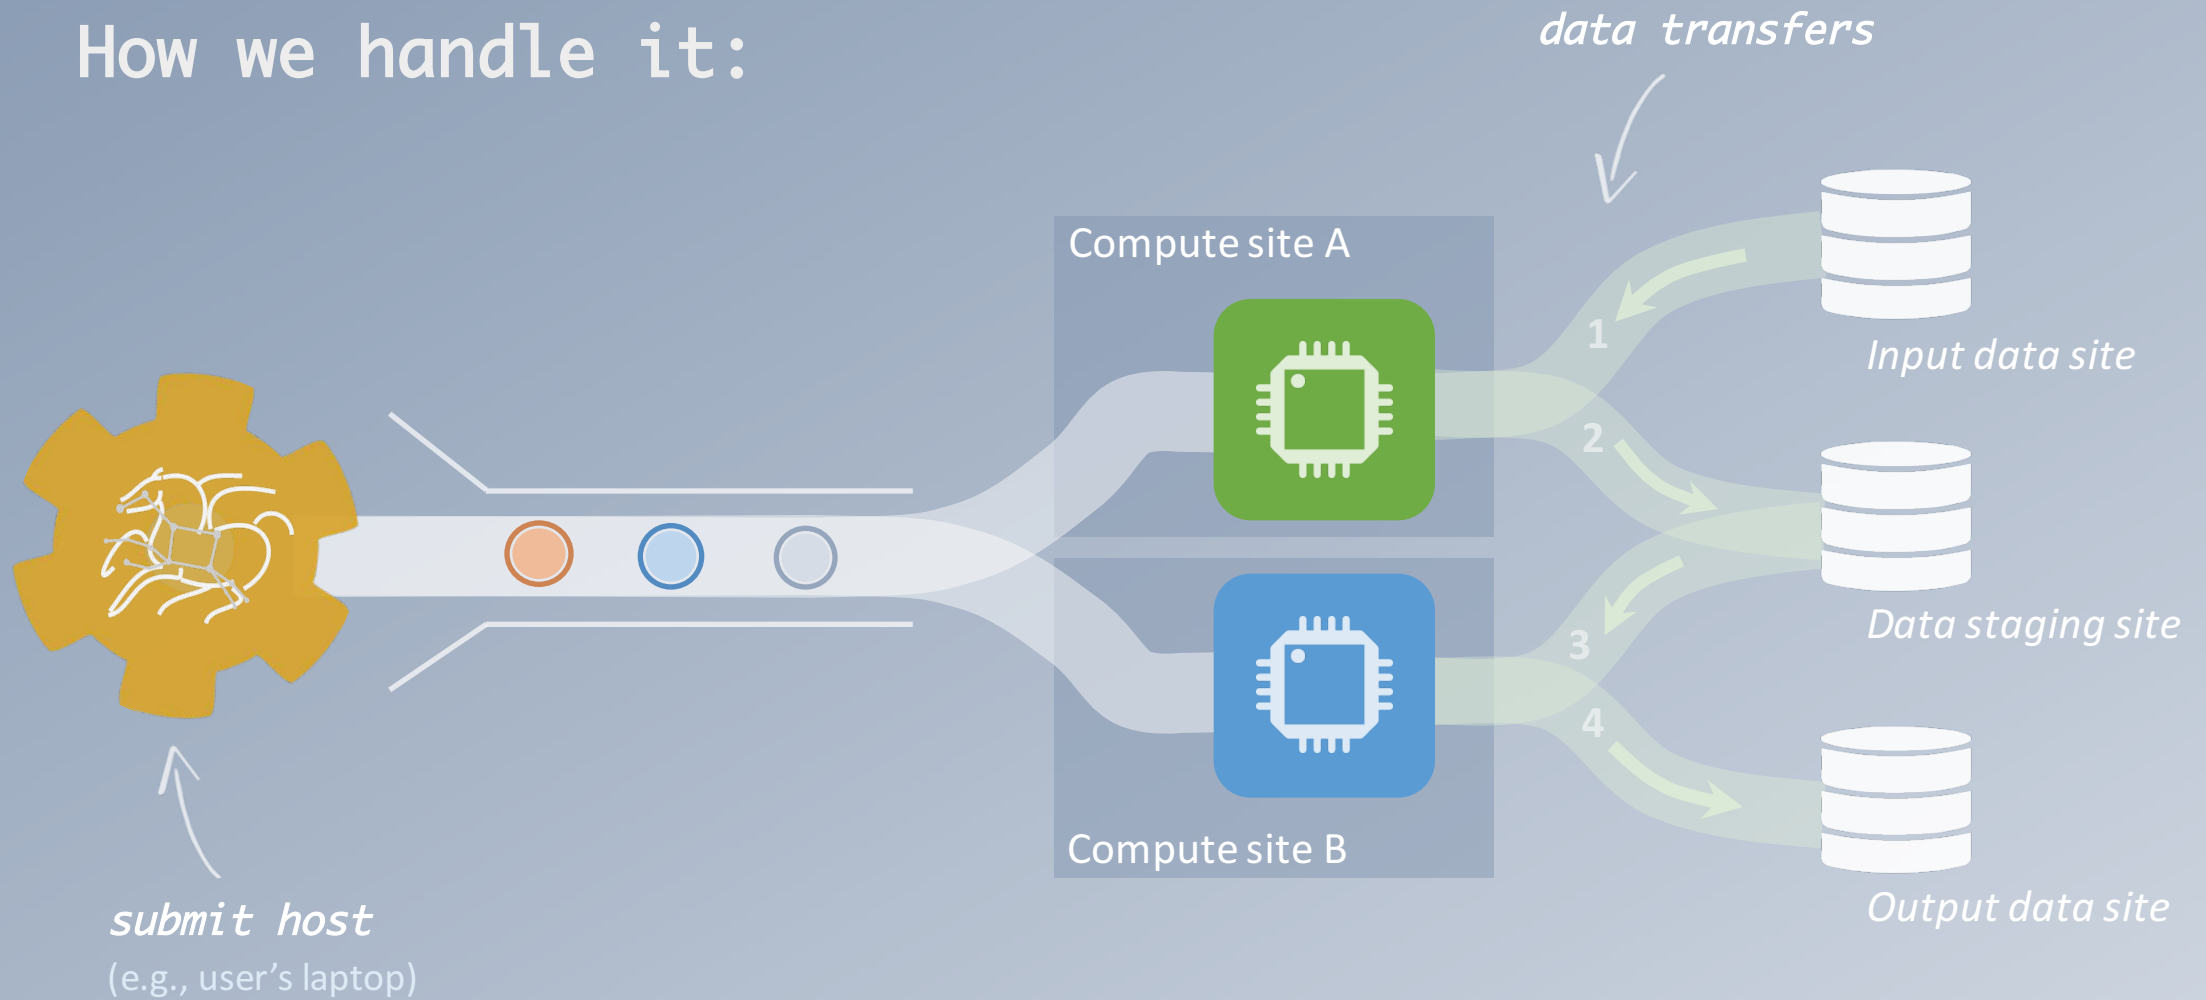 How we handle it:
data transfers
Compute site A
1
Input data site
2
Data staging site
3
4
Compute site B
Output data site
submit host
(e.g., user’s laptop)